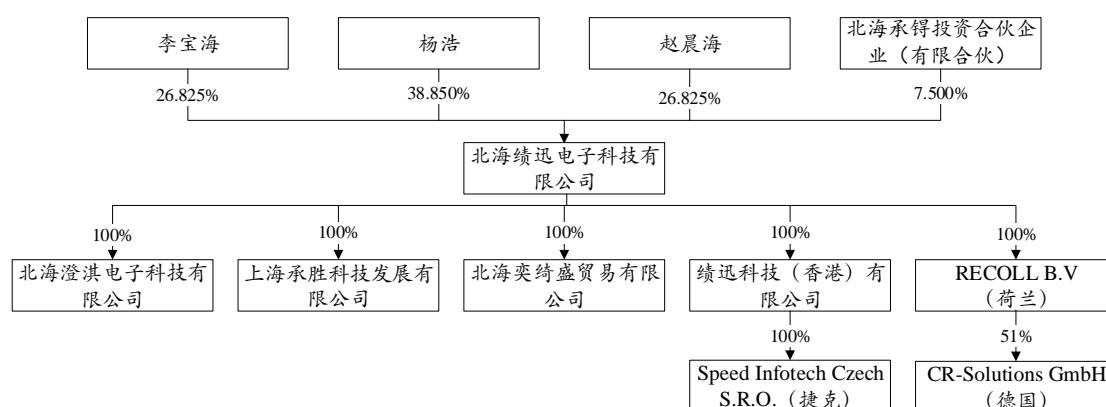 李宝海
杨浩
赵晨海
北海承锝投资合伙企
业（有限合伙）
26.825%
38.850%
26.825%
7.500%
北海绩迅电子科技有
限公司
100%
100%
100%
100%
100%
北海澄淇电子科技有
限公司
上海承胜科技发展有
限公司
北海奕绮盛贸易有限
公司
绩迅科技（香港）有
限公司
RECOLL B.V
（荷兰）
100%
51%
Speed Infotech Czech
S.R.O.（捷克）
CR-Solutions GmbH
（德国）